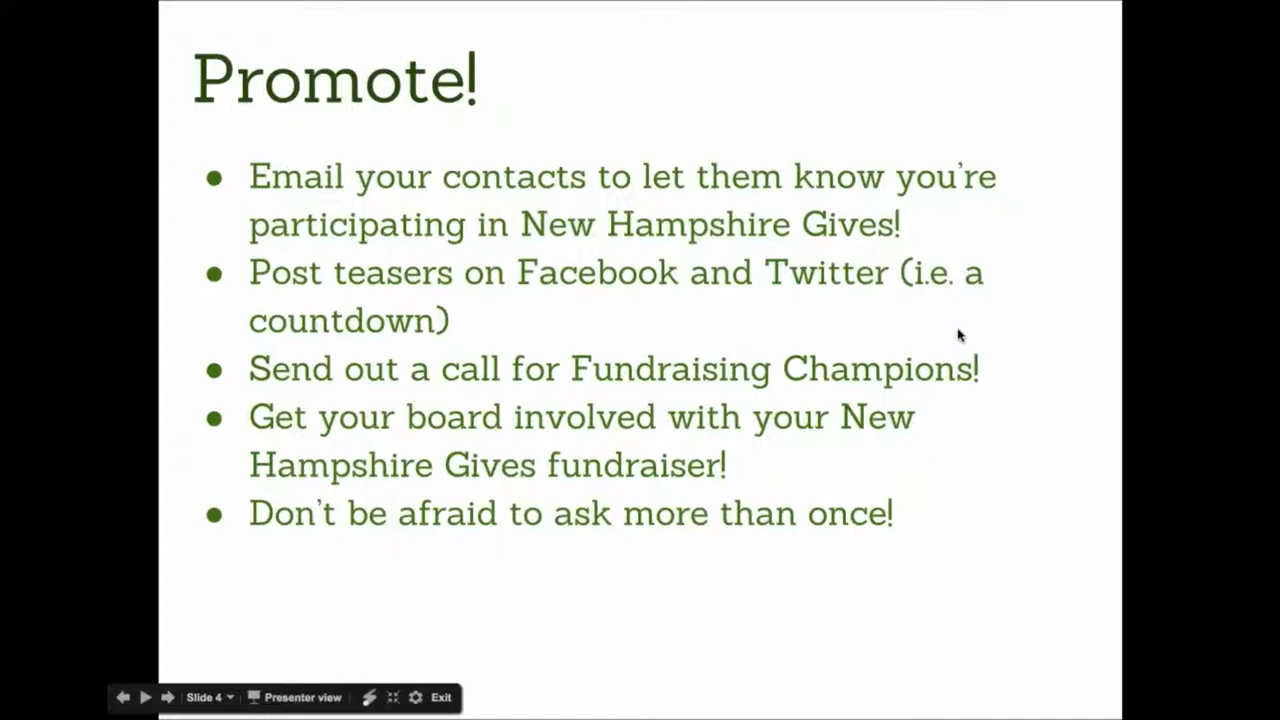 Promote!
● Email your contacts to let them know you're
participating in New Hampshire Gives!
● Post teasers on Facebook and Twitter (i.e. a
countdown)
● Send out a call for Fundraising Champions!
● Get your board involved with your New
Hampshire Gives fundraiser!
● Don't be afraid to ask more than once!
Slide 4 Presenter view Exit